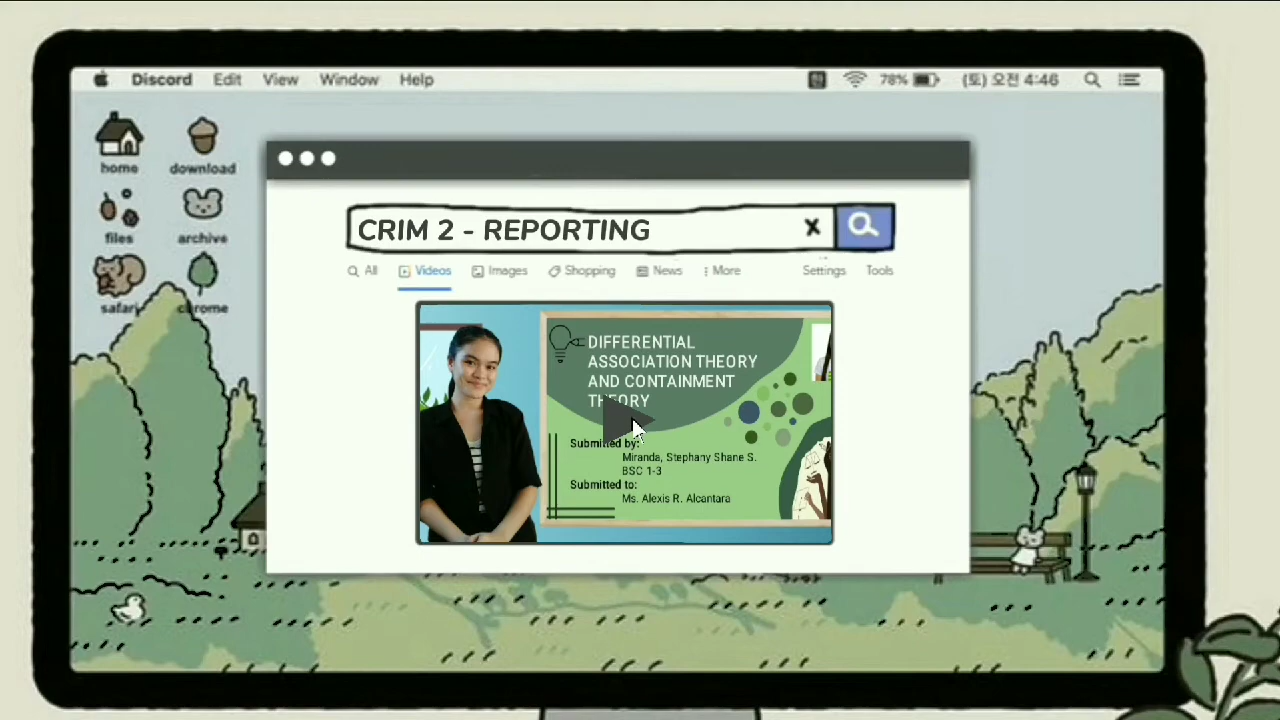 Discord Edit View Window Help 78% (토) 오전 4:46
home download
files archive
safari chrome
CRIM 2 - REPORTING X
All Videos Images Shopping News More Settings Tools
DIFFERENTIAL
ASSOCIATION THEORY
AND CONTAINMENT
THEORY
Submitted by:
Miranda, Stephany Shane S.
BSC 1-3
Submitted to:
Ms. Alexis R. Alcantara